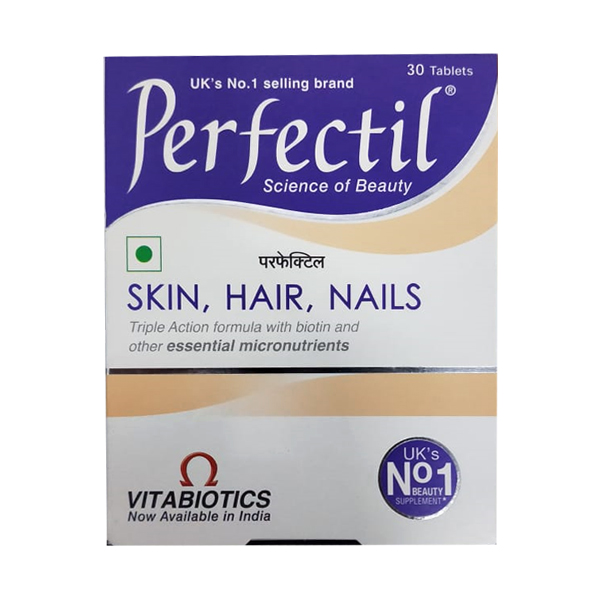 30 Tablets
UK's No.1 selling brand
Perfectil®
Science of Beauty
परफेक्टिल
SKIN, HAIR, NAILS
Triple Action formula with biotin and
other essential micronutrients
UK's
No1
BEAUTY
SUPPLEMENT*
VITABIOTICS
Now Available in India